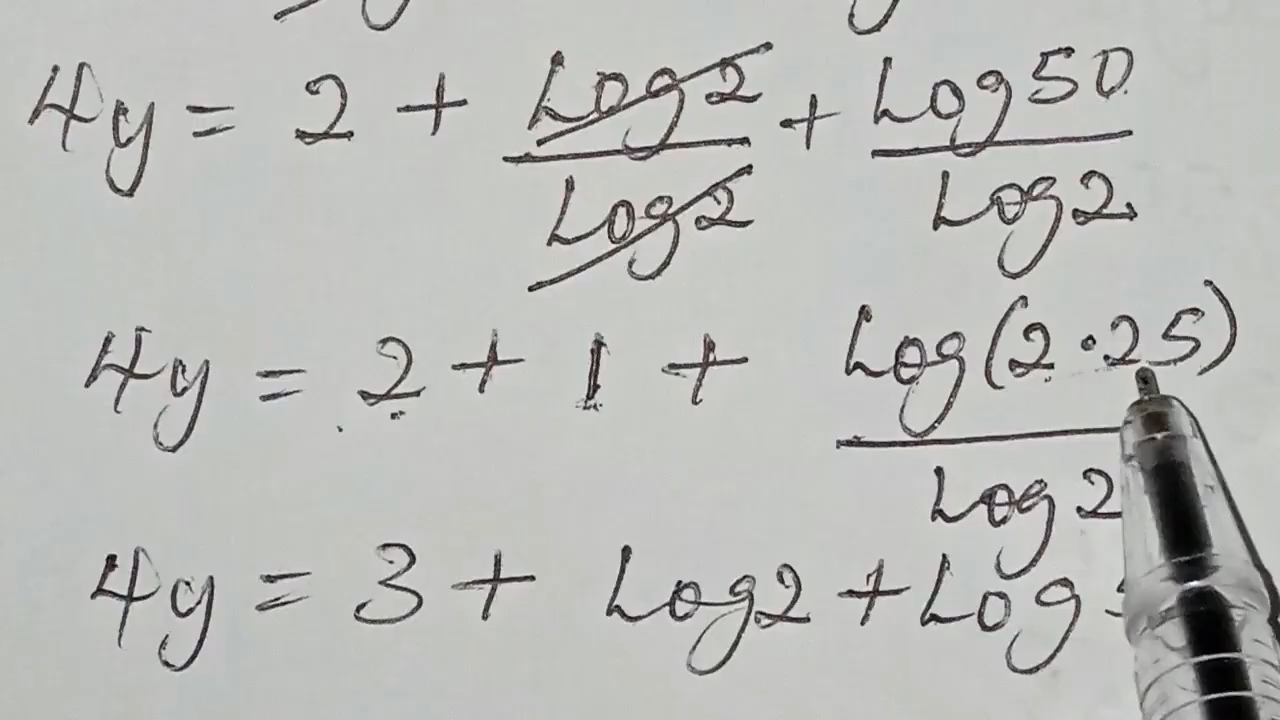 4y = 2 + Log2/Log2 + Log50/Log2
4y = 2 + 1 + Log(2·25)/Log2
4y = 3 + Log2 + Log